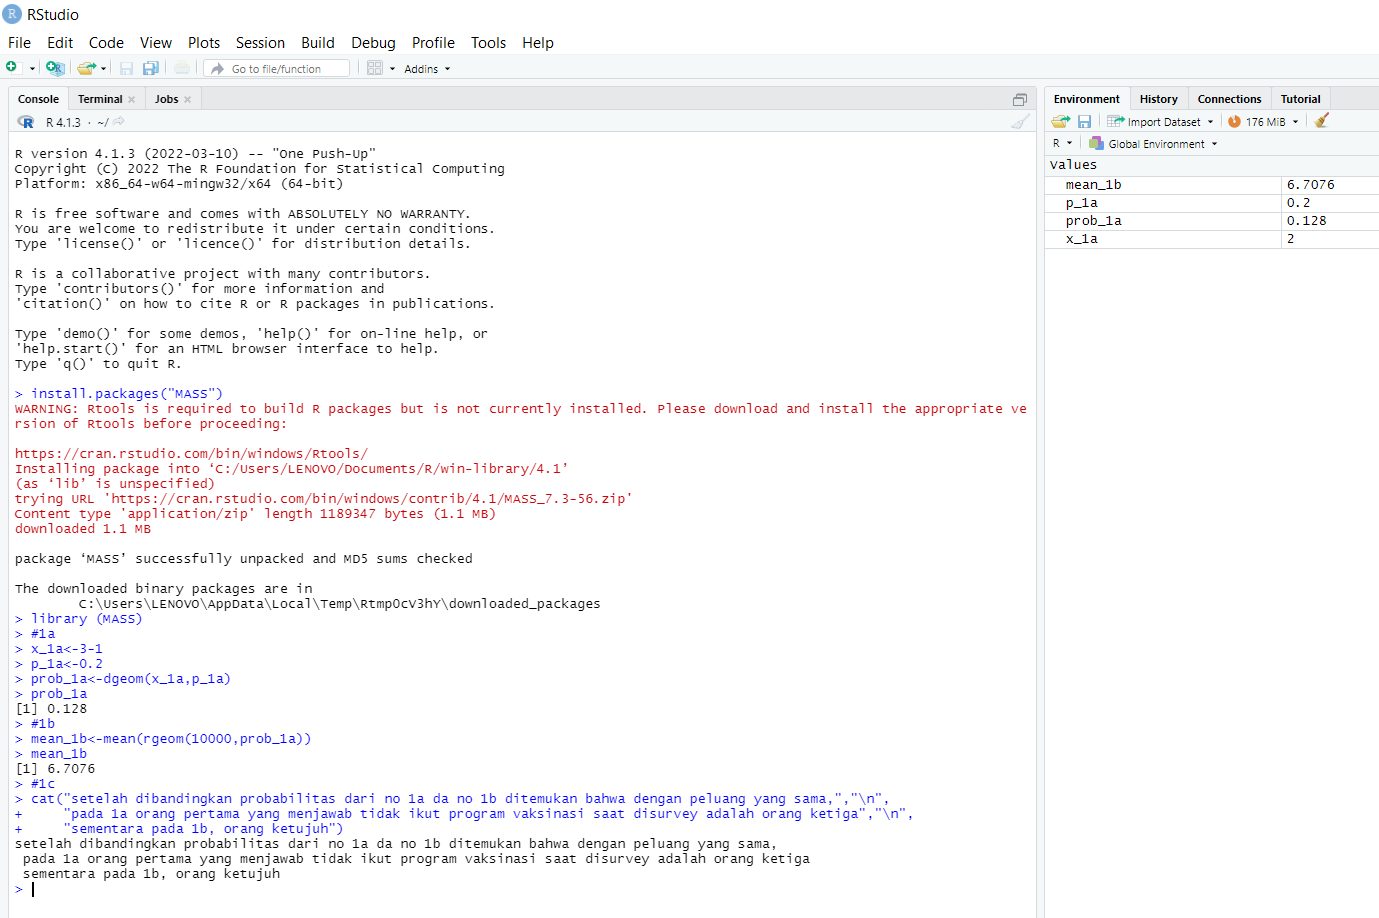 RStudio
File Edit Code View Plots Session Build Debug Profile Tools Help
Go to file/function Addins
Console Terminal Jobs
R 4.1.3 · ~/
R version 4.1.3 (2022-03-10) -- "One Push-Up"
Copyright (C) 2022 The R Foundation for Statistical Computing
Platform: x86_64-w64-mingw32/x64 (64-bit)
R is free software and comes with ABSOLUTELY NO WARRANTY.
You are welcome to redistribute it under certain conditions.
Type 'license()' or 'licence()' for distribution details.
R is a collaborative project with many contributors.
Type 'contributors()' for more information and
'citation()' on how to cite R or R packages in publications.
Type 'demo()' for some demos, 'help()' for on-line help, or
'help.start()' for an HTML browser interface to help.
Type 'q()' to quit R.
> install.packages("MASS")
WARNING: Rtools is required to build R packages but is not currently installed. Please download and install the appropriate ve
rsion of Rtools before proceeding:
https://cran.rstudio.com/bin/windows/Rtools/
Installing package into ‘C:/Users/LENOVO/Documents/R/win-library/4.1’
(as ‘lib’ is unspecified)
trying URL 'https://cran.rstudio.com/bin/windows/contrib/4.1/MASS_7.3-56.zip'
Content type 'application/zip' length 1189347 bytes (1.1 MB)
downloaded 1.1 MB
package ‘MASS’ successfully unpacked and MD5 sums checked
The downloaded binary packages are in
C:\Users\LENOVO\AppData\Local\Temp\Rtmp0cV3hY\downloaded_packages
> library (MASS)
> #1a
> x_1a<-3-1
> p_1a<-0.2
> prob_1a<-dgeom(x_1a,p_1a)
> prob_1a
[1] 0.128
> #1b
> mean_1b<-mean(rgeom(10000,prob_1a))
> mean_1b
[1] 6.7076
> #1c
> cat("setelah dibandingkan probabilitas dari no 1a da no 1b ditemukan bahwa dengan peluang yang sama,","\n",
+ "pada 1a orang pertama yang menjawab tidak ikut program vaksinasi saat disurvey adalah orang ketiga","\n",
+ "sementara pada 1b, orang ketujuh")
setelah dibandingkan probabilitas dari no 1a da no 1b ditemukan bahwa dengan peluang yang sama,
pada 1a orang pertama yang menjawab tidak ikut program vaksinasi saat disurvey adalah orang ketiga
sementara pada 1b, orang ketujuh
>
Environment History Connections Tutorial
Import Dataset 176 MiB
R Global Environment
Values
mean_1b 6.7076
p_1a 0.2
prob_1a 0.128
x_1a 2